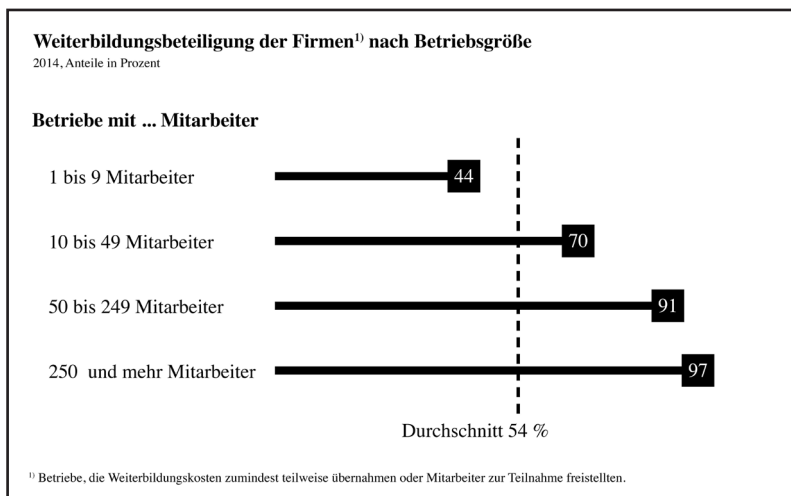 Weiterbildungsbeteiligung der Firmen¹⁾ nach Betriebsgröße
2014, Anteile in Prozent
Betriebe mit ... Mitarbeiter
1 bis 9 Mitarbeiter 44
10 bis 49 Mitarbeiter 70
50 bis 249 Mitarbeiter 91
250 und mehr Mitarbeiter 97
Durchschnitt 54 %
¹⁾ Betriebe, die Weiterbildungskosten zumindest teilweise übernahmen oder Mitarbeiter zur Teilnahme freistellten.